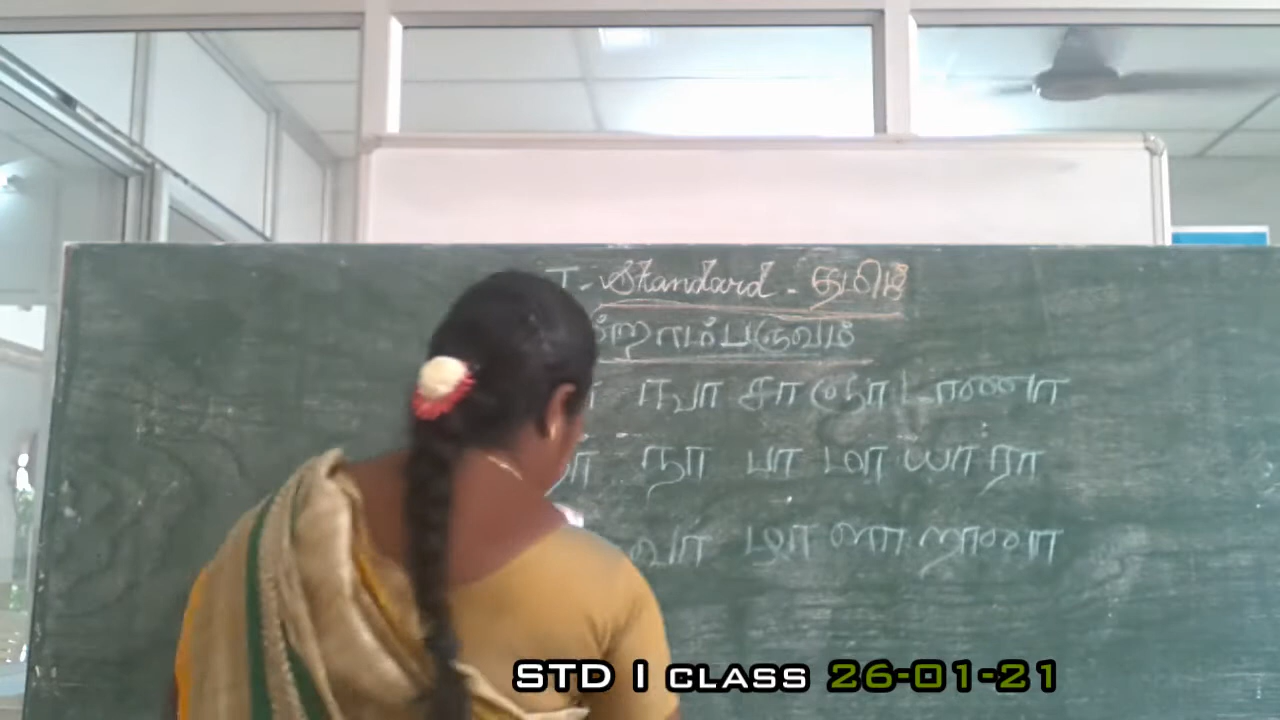 I - Standard - தமிழ்
ஙா சா ஞா டா ணா
நா பா மா யா ரா
வா ழா ளா றா னா
STD I CLASS 26-01-21